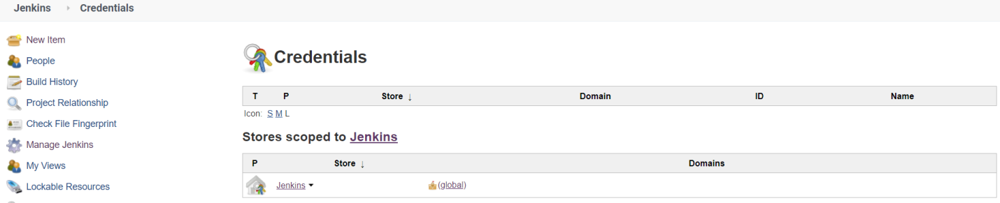 Jenkins Credentials
New Item
People
Build History
Project Relationship
Check File Fingerprint
Manage Jenkins
My Views
Lockable Resources
Credentials
T P Store ↓ Domain ID Name
Icon: S M L
Stores scoped to Jenkins
P Store ↓ Domains
Jenkins (global)